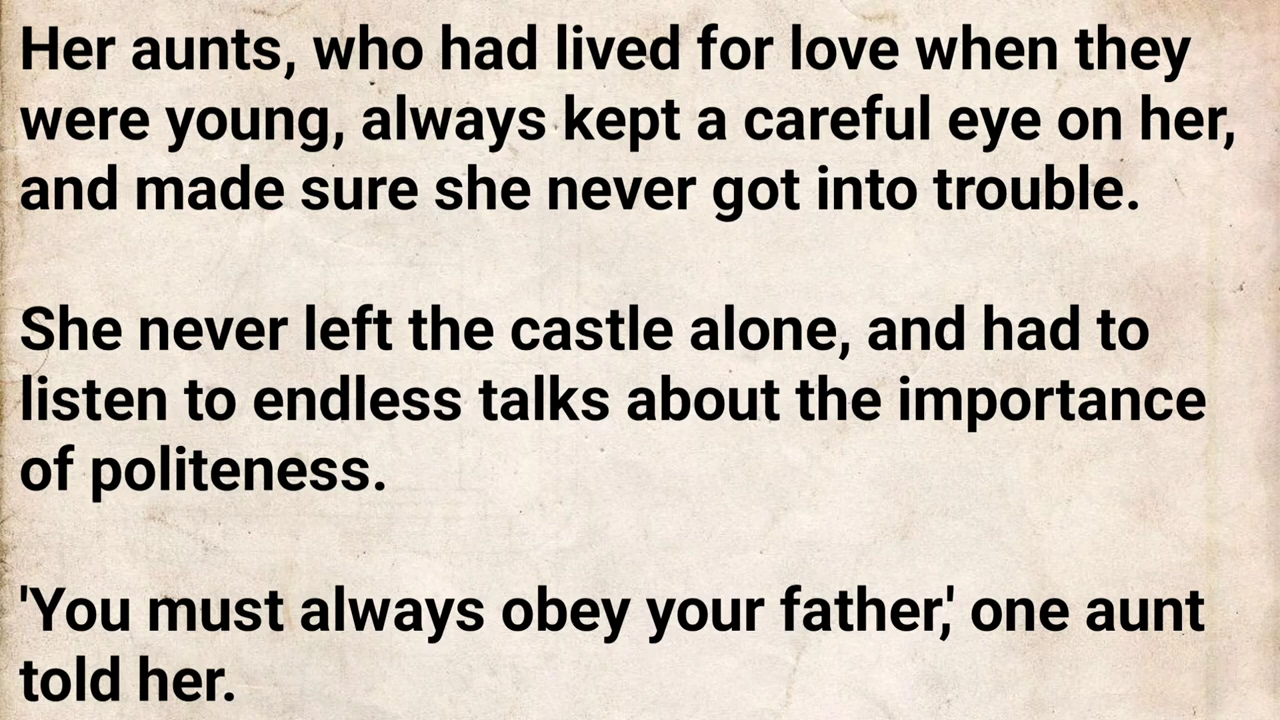 Her aunts, who had lived for love when they
were young, always kept a careful eye on her,
and made sure she never got into trouble.
She never left the castle alone, and had to
listen to endless talks about the importance
of politeness.
'You must always obey your father,' one aunt
told her.